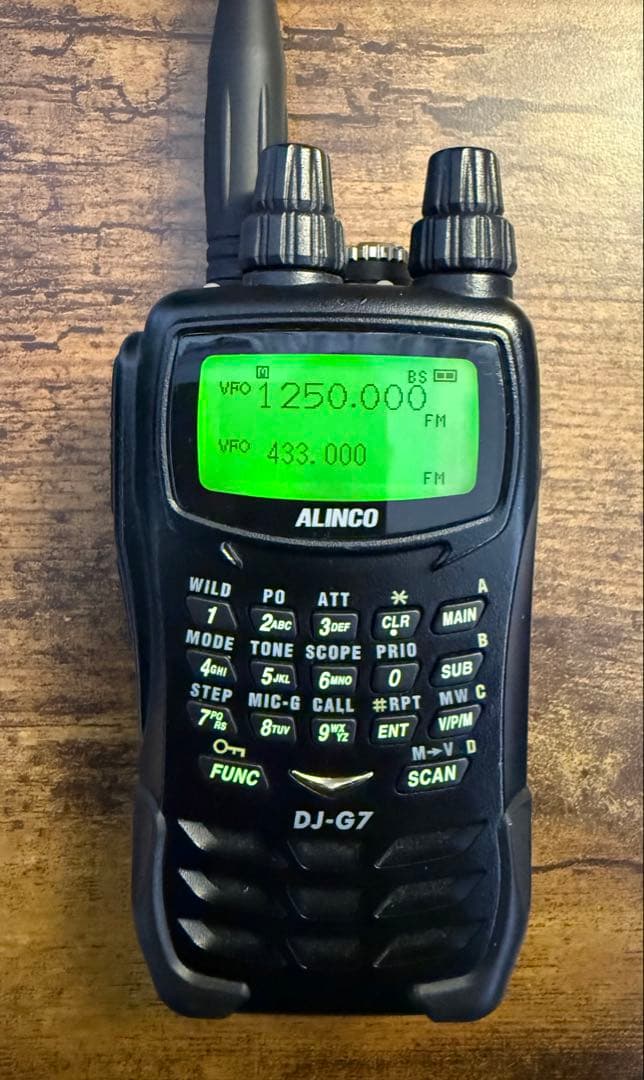 M
BS
VFO 1250.000
FM
VFO 433.000
FM
ALINCO
WILD PO ATT * A
1 2ABC 3DEF CLR MAIN
MODE TONE SCOPE PRIO B
4GHI 5JKL 6MNO 0 SUB
STEP MIC-G CALL #RPT MW C
7PQRS 8TUV 9WXYZ ENT V/P/M
M→V D
FUNC SCAN
DJ-G7